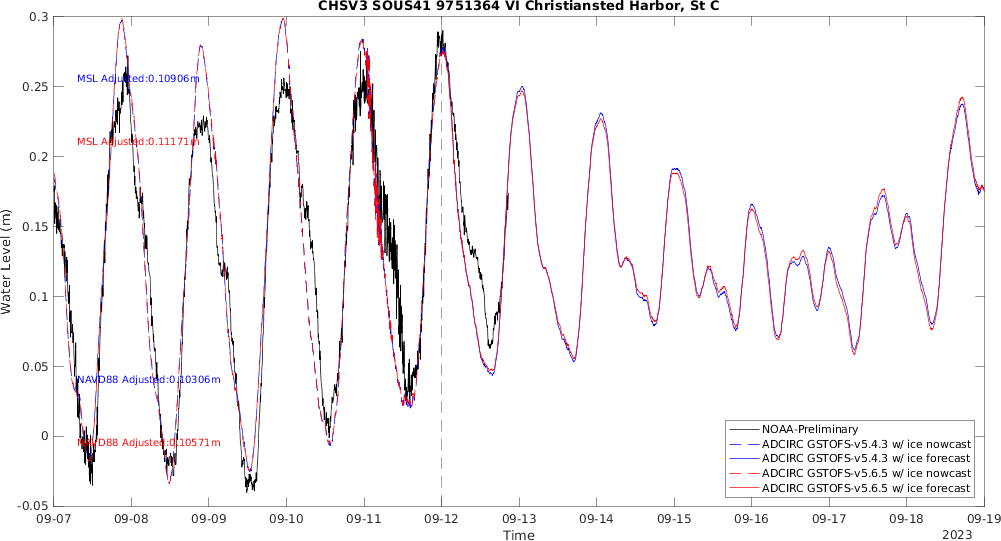 CHSV3 SOUS41 9751364 VI Christiansted Harbor, St C
0.3
0.25
0.2
0.15
0.1
0.05
0
-0.05
Water Level (m)
MSL Adjusted:0.10906m
MSL Adjusted:0.11171m
NAVD88 Adjusted:0.10306m
NAVD88 Adjusted:0.10571m
NOAA-Preliminary
ADCIRC GSTOFS-v5.4.3 w/ ice nowcast
ADCIRC GSTOFS-v5.4.3 w/ ice forecast
ADCIRC GSTOFS-v5.6.5 w/ ice nowcast
ADCIRC GSTOFS-v5.6.5 w/ ice forecast
09-07 09-08 09-09 09-10 09-11 09-12 09-13 09-14 09-15 09-16 09-17 09-18 09-19
Time
2023